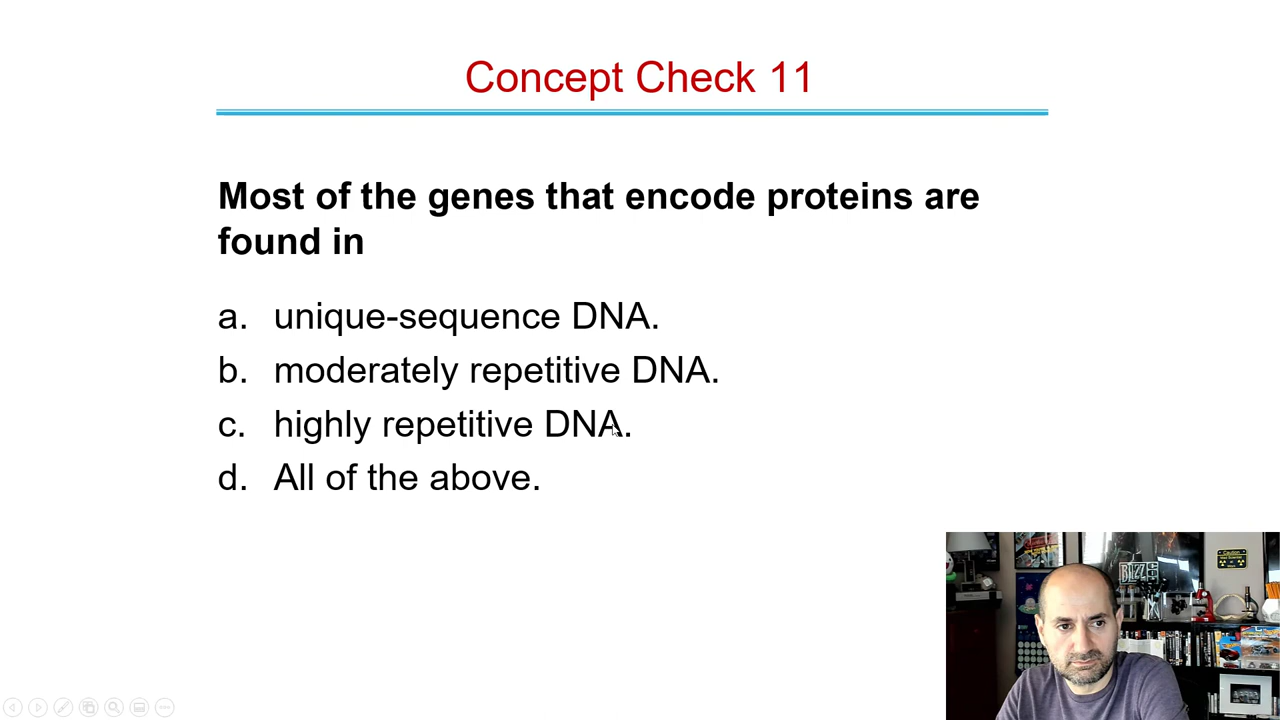 Concept Check 11
Most of the genes that encode proteins are
found in
a. unique-sequence DNA.
b. moderately repetitive DNA.
c. highly repetitive DNA.
d. All of the above.